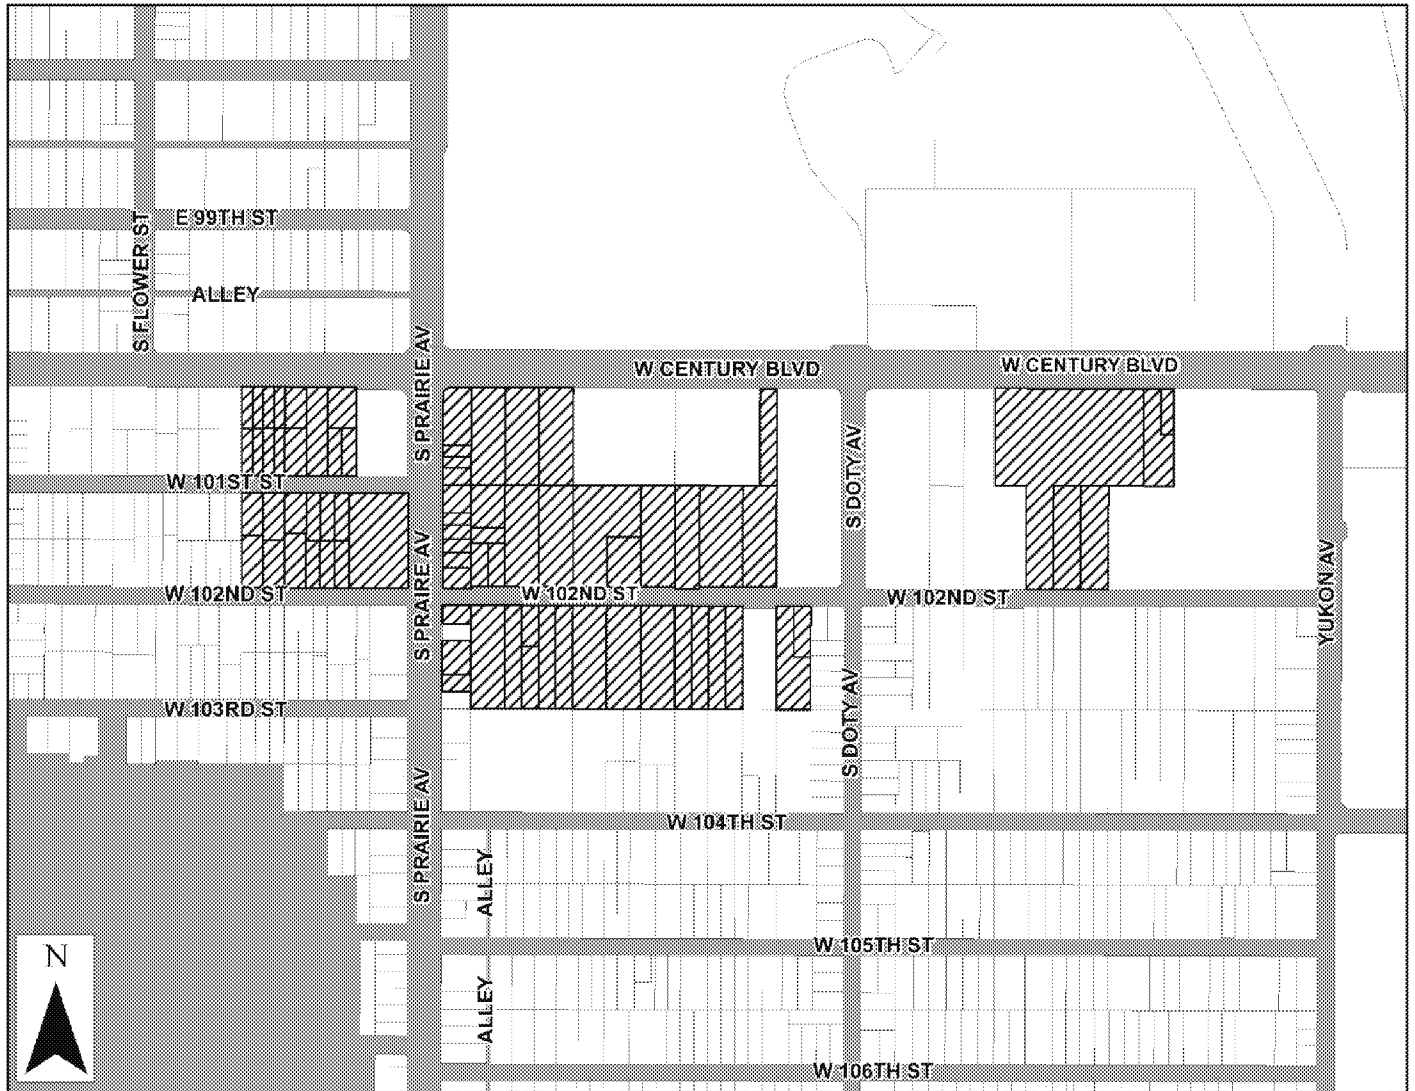 E 99TH ST
S FLOWER ST
ALLEY
S PRAIRIE AV
W CENTURY BLVD
W CENTURY BLVD
W 101ST ST
S DOTY AV
W 102ND ST
W 102ND ST
W 102ND ST
S PRAIRE AV
YUKON AV
W 103RD ST
S DOTY AV
S PRAIRIE AV
W 104TH ST
ALLEY
W 105TH ST
N
ALLEY
W 106TH ST